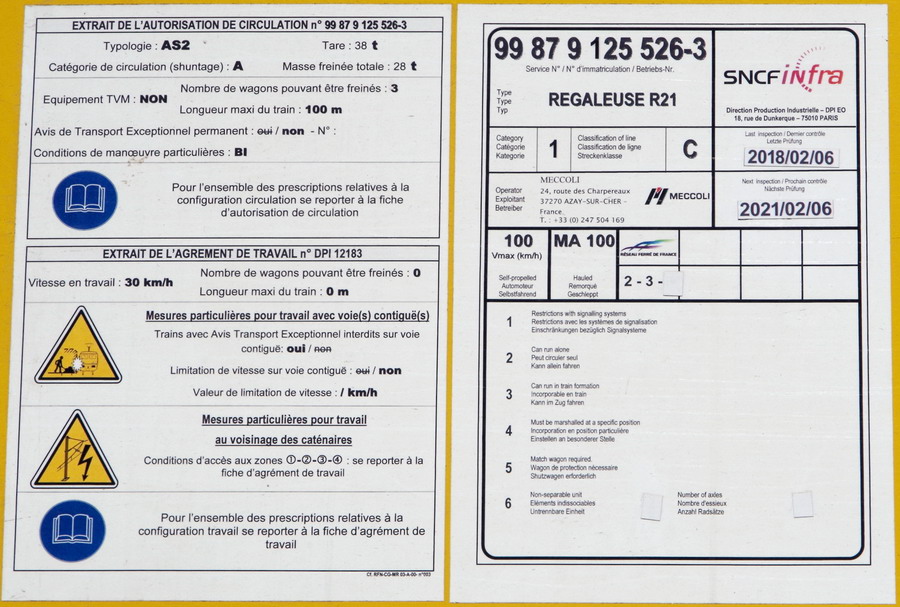 EXTRAIT DE L'AUTORISATION DE CIRCULATION n° 99 87 9 125 526-3
Typologie : AS2 Tare : 38 t
Catégorie de circulation (shuntage) : A Masse freinée totale : 28 t
Equipement TVM : NON
Nombre de wagons pouvant être freinés : 3
Longueur maxi du train : 100 m
Avis de Transport Exceptionnel permanent : oui / non - N° :
Conditions de manœuvre particulières : BI
Pour l'ensemble des prescriptions relatives à la
configuration circulation se reporter à la fiche
d'autorisation de circulation
EXTRAIT DE L'AGREMENT DE TRAVAIL n° DPI 12183
Vitesse en travail : 30 km/h
Nombre de wagons pouvant être freinés : 0
Longueur maxi du train : 0 m
Mesures particulières pour travail avec voie(s) contiguë(s)
Trains avec Avis Transport Exceptionnel interdits sur voie
contiguë: oui / non
Limitation de vitesse sur voie contiguë : oui / non
Valeur de limitation de vitesse : / km/h
Mesures particulières pour travail
au voisinage des caténaires
Conditions d'accès aux zones ①-②-③-④ : se reporter à la
fiche d'agrément de travail
Pour l'ensemble des prescriptions relatives à la
configuration travail se reporter à la fiche d'agrément de
travail
Cf. RFN-CG-MR 03-A-00- n°003
99 87 9 125 526-3
Service N° / N° d'immatriculation / Betriebs-Nr.
Type
Type
Typ
REGALEUSE R21
SNCF infra
Direction Production Industrielle – DPI EO
18, rue de Dunkerque – 75010 PARIS
Category
Catégorie
Kategorie
1
Classification of line
Classification de ligne
Streckenklasse
C
Last inspection / Dernier contrôle
Letzte Prüfung
2018/02/06
Operator
Exploitant
Betreiber
MECCOLI
24, route des Charpereaux
37270 AZAY-SUR-CHER -
France.
T. : +33 (0) 247 504 169
MECCOLI
Next Inspection / Prochain contrôle
Nächste Prüfung
2021/02/06
100
Vmax (km/h)
MA 100
RÉSEAU FERRÉ DE FRANCE
Self-propelled
Automoteur
Selbstfahrend
Hauled
Remorqué
Geschleppt
2 - 3 -
1
Restrictions with signalling systems
Restrictions avec les systèmes de signalisation
Einschränkungen bezüglich Signalsysteme
2
Can run alone
Peut circuler seul
Kann allein fahren
3
Can run in train formation
Incorporable en train
Kann im Zug fahren
4
Must be marshalled at a specific position
Incorporation en position particulière
Einstellen an besonderer Stelle
5
Match wagon required.
Wagon de protection nécessaire
Shutzwagen erforderlich
6
Non-separable unit
Eléments indissociables
Untrennbare Einheit
Number of axles
Nombre d'essieux
Anzahl Radsätze